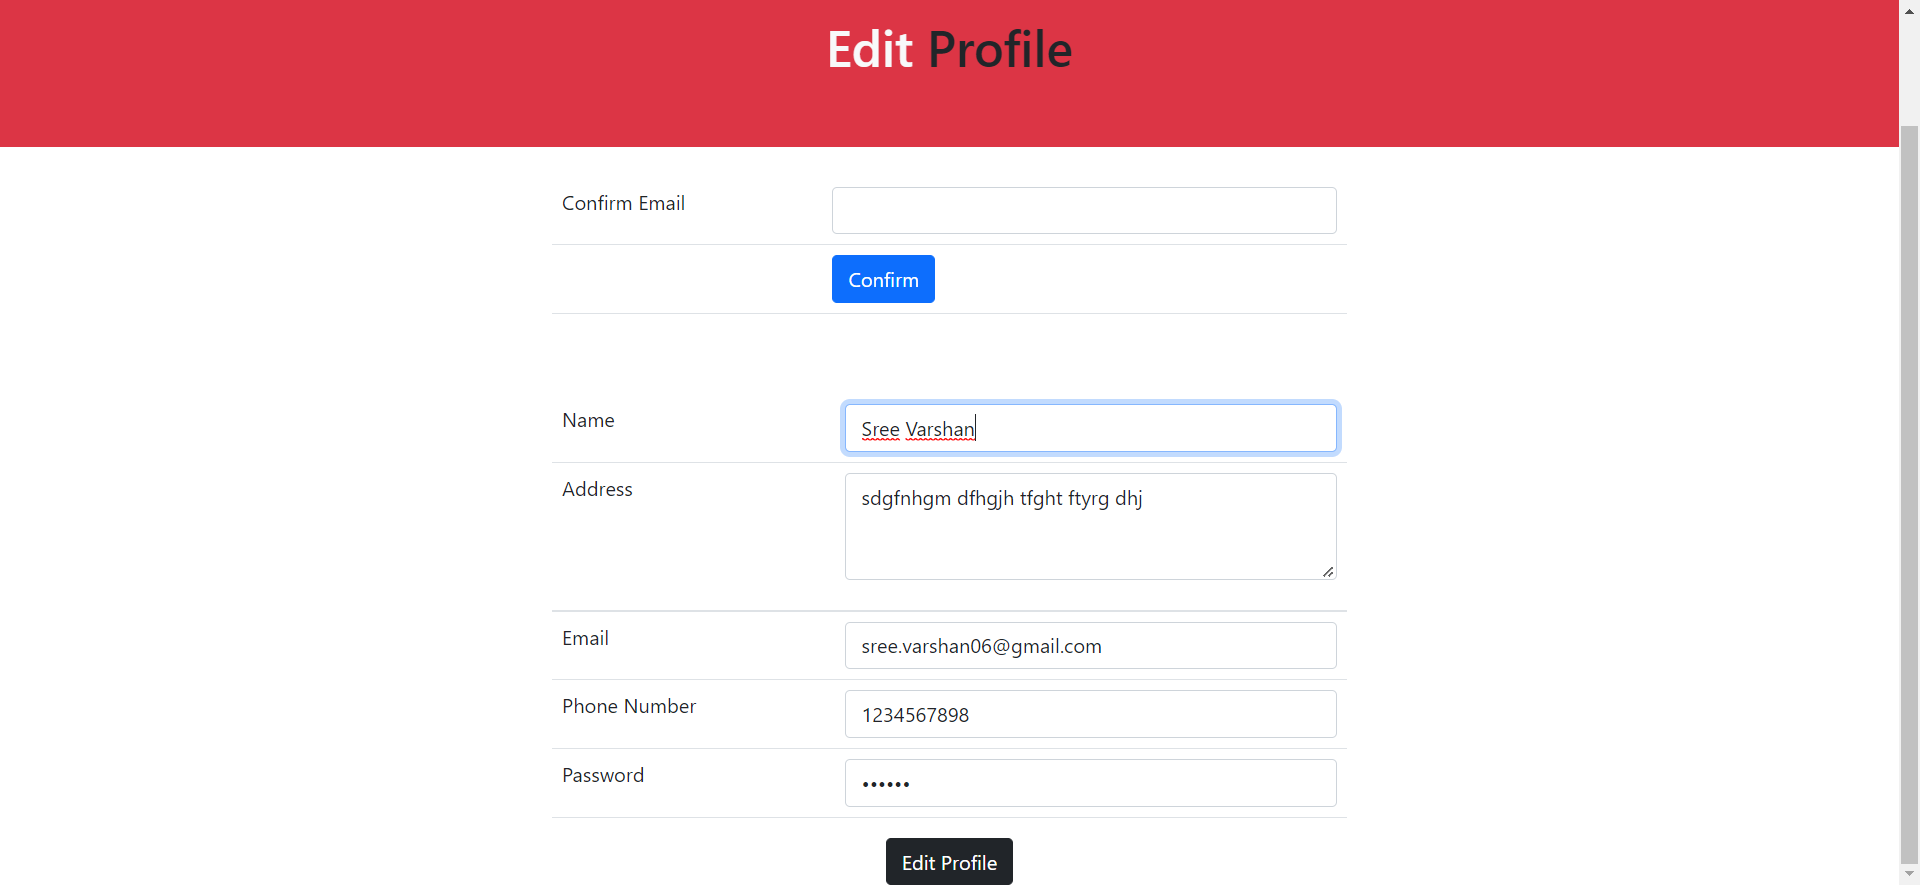 Edit Profile
Confirm Email
Confirm
Name
Sree Varshan
Address
sdgfnhgm dfhgjh tfght ftyrg dhj
Email
sree.varshan06@gmail.com
Phone Number
1234567898
Password
••••••
Edit Profile